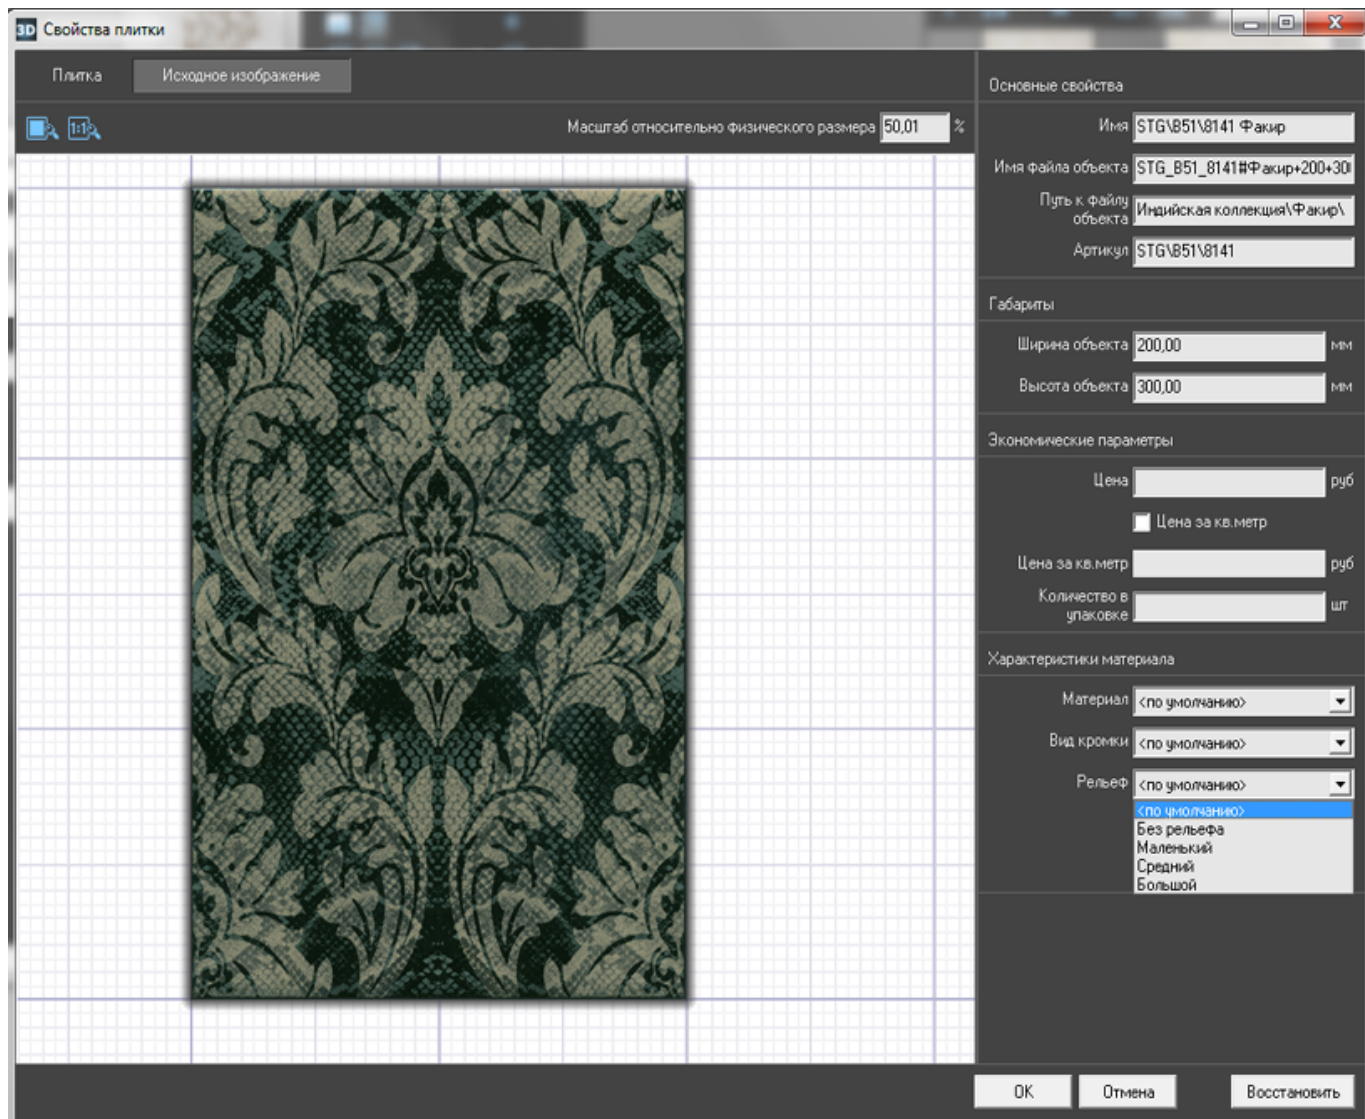 3D Свойства плитки
Плитка
Исходное изображение
1:1
Масштаб относительно физического размера 50,01 %
Основные свойства
Имя STG\B51\8141 Факир
Имя файла объекта STG_B51_8141#Факир+200+30
Путь к файлу
объекта
Индийская коллекция\Факир\
Артикул STG\B51\8141
Габариты
Ширина объекта 200,00 мм
Высота объекта 300,00 мм
Экономические параметры
Цена руб
Цена за кв.метр
Цена за кв.метр руб
Количество в
упаковке
шт
Характеристики материала
Материал <по умолчанию>
Вид кромки <по умолчанию>
Рельеф <по умолчанию>
<по умолчанию>
Без рельефа
Маленький
Средний
Большой
OK
Отмена
Восстановить